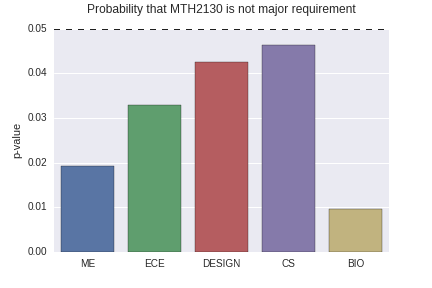 Probability that MTH2130 is not major requirement
0.05
0.04
0.03
0.02
0.01
0.00
p-value
ME ECE DESIGN CS BIO